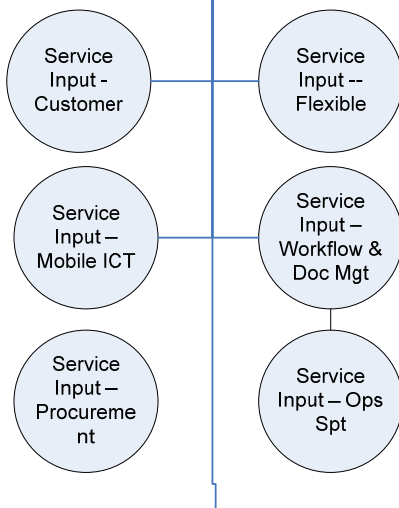 Service
Input -
Customer
Service
Input --
Flexible
Service
Input –
Mobile ICT
Service
Input –
Workflow &
Doc Mgt
Service
Input –
Procureme
nt
Service
Input – Ops
Spt